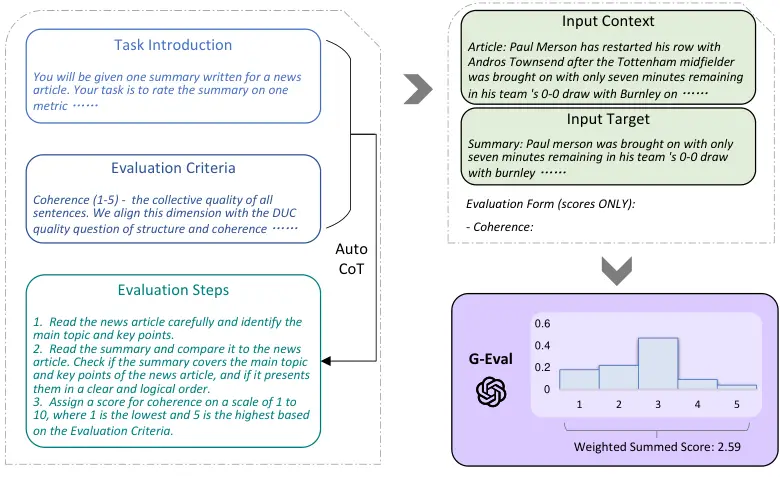 Task Introduction
You will be given one summary written for a news
article. Your task is to rate the summary on one
metric ……
Evaluation Criteria
Coherence (1-5) - the collective quality of all
sentences. We align this dimension with the DUC
quality question of structure and coherence ……
Auto
CoT
Evaluation Steps
1. Read the news article carefully and identify the
main topic and key points.
2. Read the summary and compare it to the news
article. Check if the summary covers the main topic
and key points of the news article, and if it presents
them in a clear and logical order.
3. Assign a score for coherence on a scale of 1 to
10, where 1 is the lowest and 5 is the highest based
on the Evaluation Criteria.
Input Context
Article: Paul Merson has restarted his row with
Andros Townsend after the Tottenham midfielder
was brought on with only seven minutes remaining
in his team 's 0-0 draw with Burnley on ……
Input Target
Summary: Paul merson was brought on with only
seven minutes remaining in his team 's 0-0 draw
with burnley ……
Evaluation Form (scores ONLY):
- Coherence:
G-Eval
0.6
0.4
0.2
0
1 2 3 4 5
Weighted Summed Score: 2.59